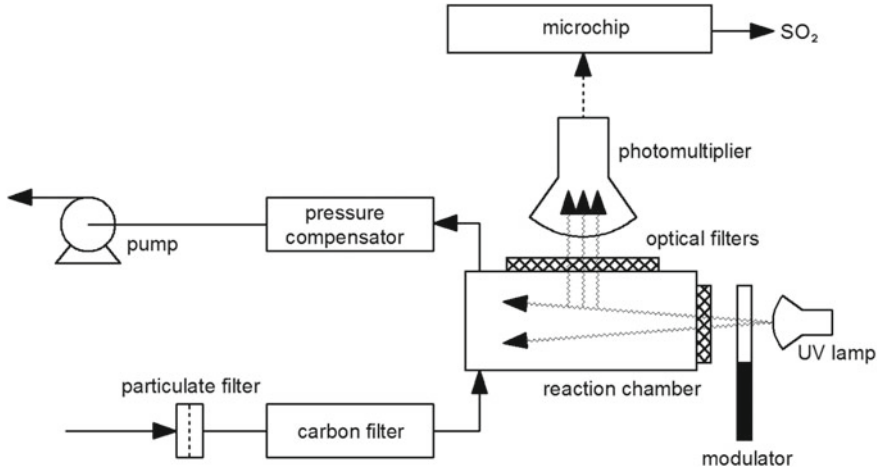 microchip
SO₂
photomultiplier
pressure
compensator
pump
optical filters
UV lamp
particulate filter
reaction chamber
carbon filter
modulator